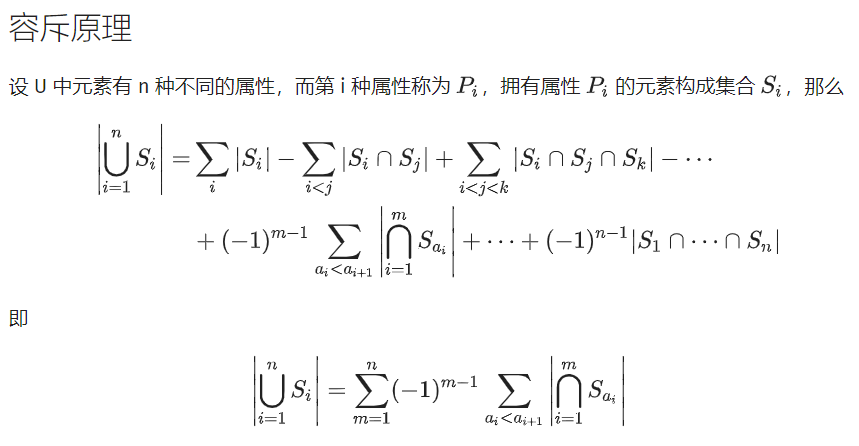 容斥原理
设 U 中元素有 n 种不同的属性，而第 i 种属性称为 $P_i$，拥有属性 $P_i$ 的元素构成集合 $S_i$，那么
$\left|\bigcup_{i=1}^{n} S_i\right| = \sum_{i} |S_i| - \sum_{i<j} |S_i \cap S_j| + \sum_{i<j<k} |S_i \cap S_j \cap S_k| - \cdots$
$+ (-1)^{m-1} \sum_{a_i<a_{i+1}} \left|\bigcap_{i=1}^{m} S_{a_i}\right| + \cdots + (-1)^{n-1} |S_1 \cap \cdots \cap S_n|$
即
$\left|\bigcup_{i=1}^{n} S_i\right| = \sum_{m=1}^{n} (-1)^{m-1} \sum_{a_i<a_{i+1}} \left|\bigcap_{i=1}^{m} S_{a_i}\right|$